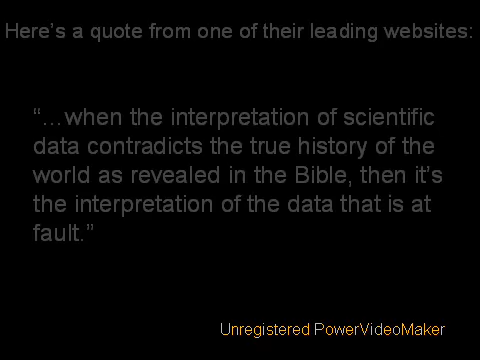 Here's a quote from one of their leading websites:
“…when the interpretation of scientific
data contradicts the true history of the
world as revealed in the Bible, then it’s
the interpretation of the data that is at
fault.”
Unregistered PowerVideoMaker